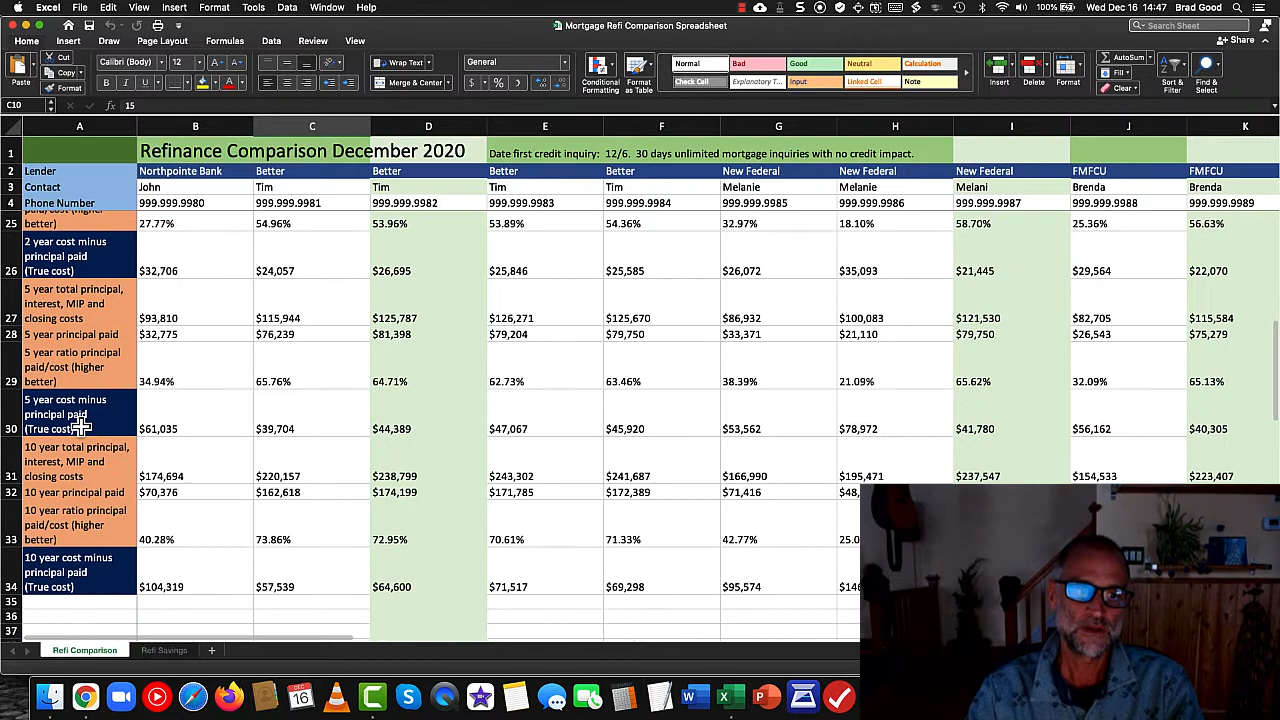 Excel File Edit View Insert Format Tools Data Window Help 100% Wed Dec 16 14:47 Brad Good
Mortgage Refi Comparison Spreadsheet Search Sheet
Home Insert Draw Page Layout Formulas Data Review View Share
Paste Cut Copy Format Calibri (Body) 12 Wrap Text General Conditional Formatting Format as Table Normal Bad Good Neutral Calculation Insert Delete Format AutoSum Sort & Filter Find & Select
B I U Merge & Center $ % Check Cell Explanatory T... Input Linked Cell Note Fill Clear
C10 fx 15
A B C D E F G H I J K
1 Refinance Comparison December 2020 Date first credit inquiry: 12/6. 30 days unlimited mortgage inquiries with no credit impact.
2 Lender Northpointe Bank Better Better Better Better New Federal New Federal New Federal FMFCU FMFCU
3 Contact John Tim Tim Tim Tim Melanie Melanie Melani Brenda Brenda
4 Phone Number 999.999.9980 999.999.9981 999.999.9982 999.999.9983 999.999.9984 999.999.9985 999.999.9986 999.999.9987 999.999.9988 999.999.9989
25 better) 27.77% 54.96% 53.96% 53.89% 54.36% 32.97% 18.10% 58.70% 25.36% 56.63%
2 year cost minus
principal paid
26 (True cost) $32,706 $24,057 $26,695 $25,846 $25,585 $26,072 $35,093 $21,445 $29,564 $22,070
5 year total principal,
interest, MIP and
27 closing costs $93,810 $115,944 $125,787 $126,271 $125,670 $86,932 $100,083 $121,530 $82,705 $115,584
28 5 year principal paid $32,775 $76,239 $81,398 $79,204 $79,750 $33,371 $21,110 $79,750 $26,543 $75,279
5 year ratio principal
paid/cost (higher
29 better) 34.94% 65.76% 64.71% 62.73% 63.46% 38.39% 21.09% 65.62% 32.09% 65.13%
5 year cost minus
principal paid
30 (True cost) $61,035 $39,704 $44,389 $47,067 $45,920 $53,562 $78,972 $41,780 $56,162 $40,305
10 year total principal,
interest, MIP and
31 closing costs $174,694 $220,157 $238,799 $243,302 $241,687 $166,990 $195,471 $237,547 $154,533 $223,407
32 10 year principal paid $70,376 $162,618 $174,199 $171,785 $172,389 $71,416 $48,
10 year ratio principal
paid/cost (higher
33 better) 40.28% 73.86% 72.95% 70.61% 71.33% 42.77% 25.0
10 year cost minus
principal paid
34 (True cost) $104,319 $57,539 $64,600 $71,517 $69,298 $95,574
35
36
37
Refi Comparison Refi Savings +
DEC 16